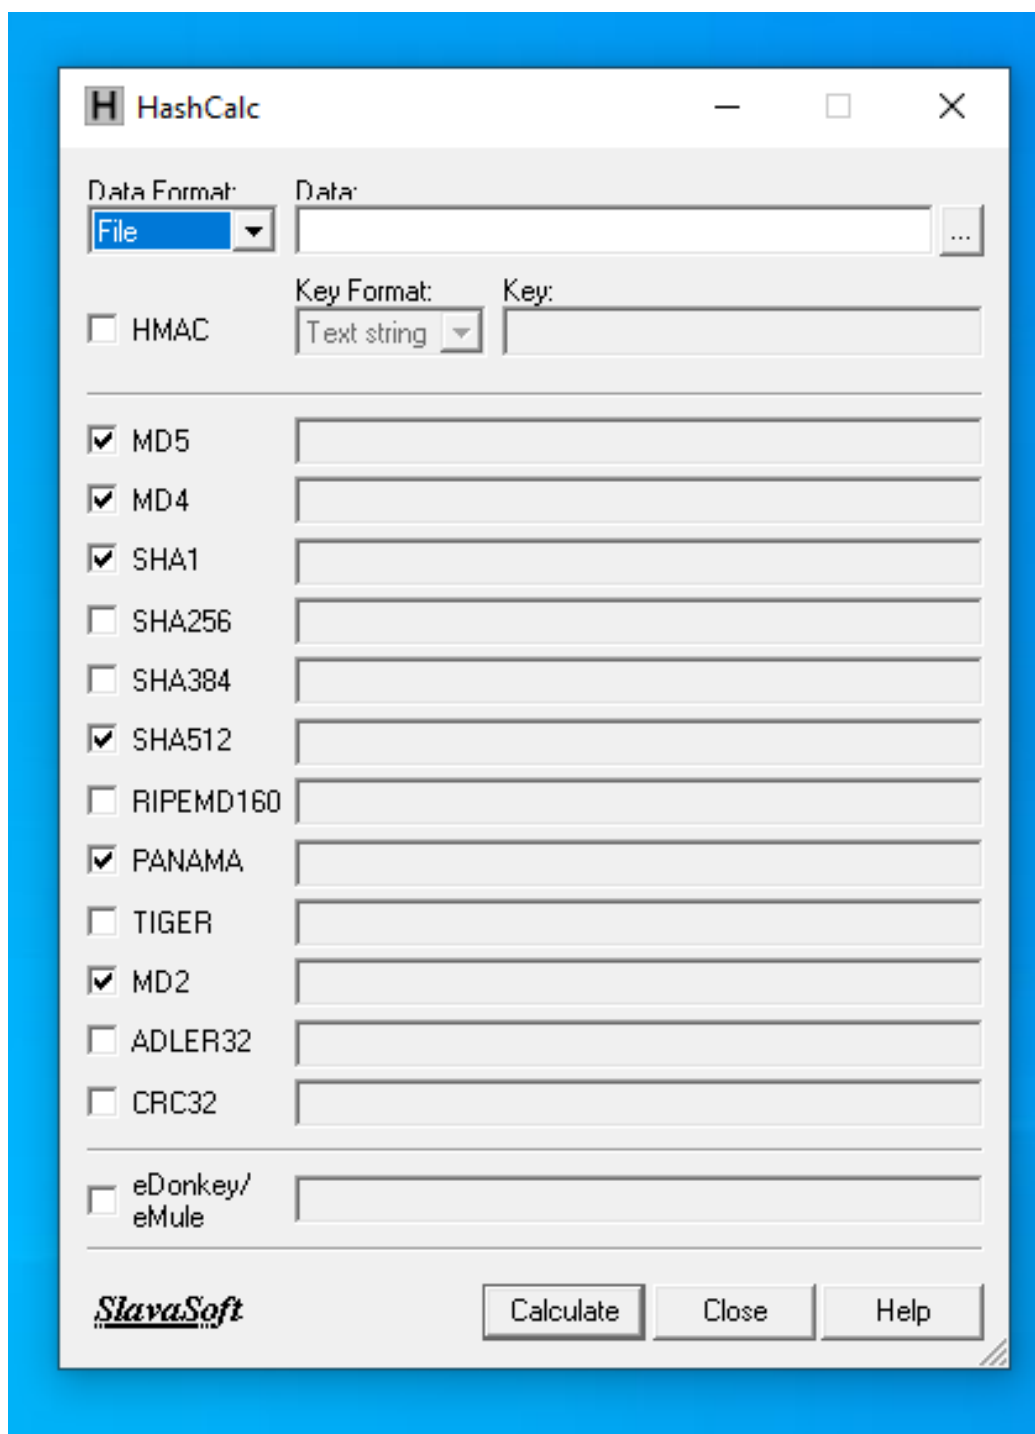 H HashCalc
Data Format: Data:
File ...
Key Format: Key:
HMAC Text string
MD5
MD4
SHA1
SHA256
SHA384
SHA512
RIPEMD160
PANAMA
TIGER
MD2
ADLER32
CRC32
eDonkey/
eMule
SlavaSoft Calculate Close Help